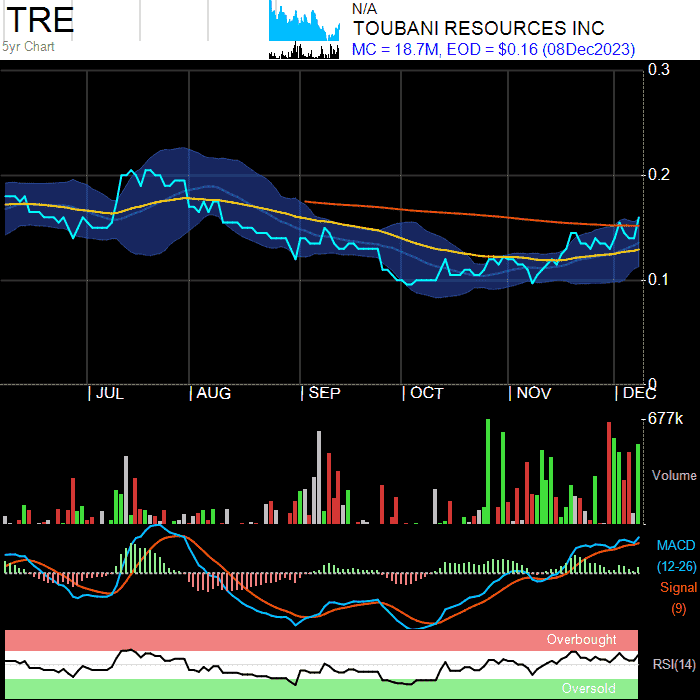 TRE
5yr Chart
N/A
TOUBANI RESOURCES INC
MC = 18.7M, EOD = $0.16 (08Dec2023)
0.3
0.2
0.1
0
JUL
AUG
SEP
OCT
NOV
DEC
677k
Volume
MACD
(12-26)
Signal
(9)
Overbought
RSI(14)
Oversold